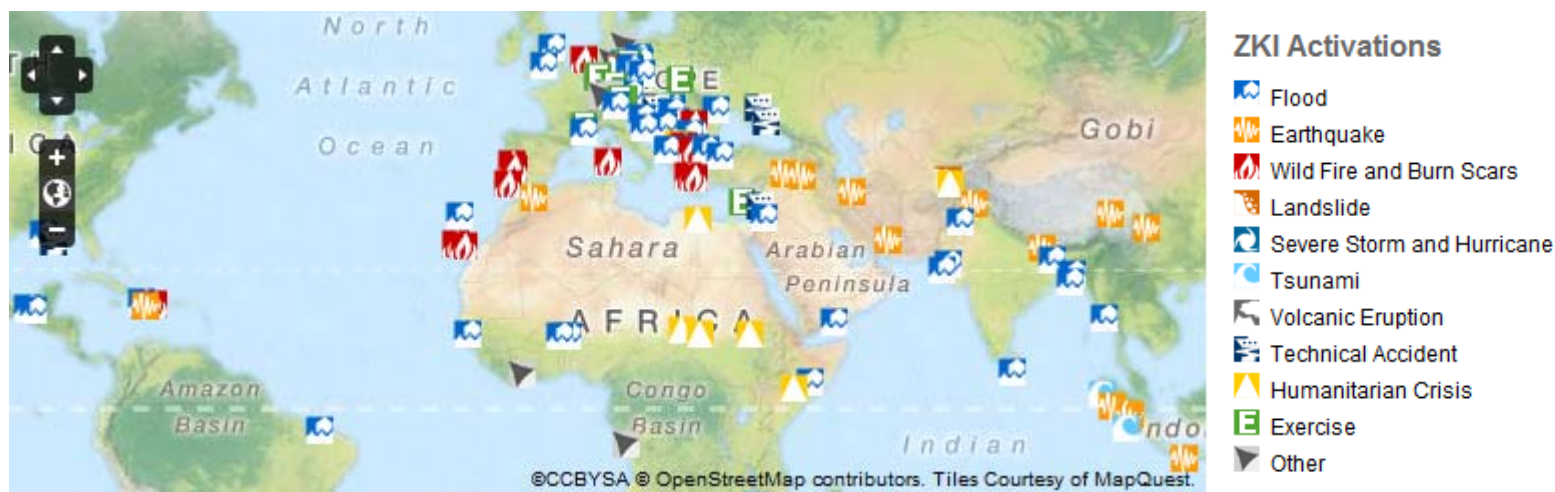 North
Atlantic
Ocean
Gobi
Sahara
Arabian
Peninsula
AFRICA
Amazon
Basin
Congo
Basin
Indian
©CCBYSA © OpenStreetMap contributors. Tiles Courtesy of MapQuest.
ZKI Activations
Flood
Earthquake
Wild Fire and Burn Scars
Landslide
Severe Storm and Hurricane
Tsunami
Volcanic Eruption
Technical Accident
Humanitarian Crisis
E Exercise
Other